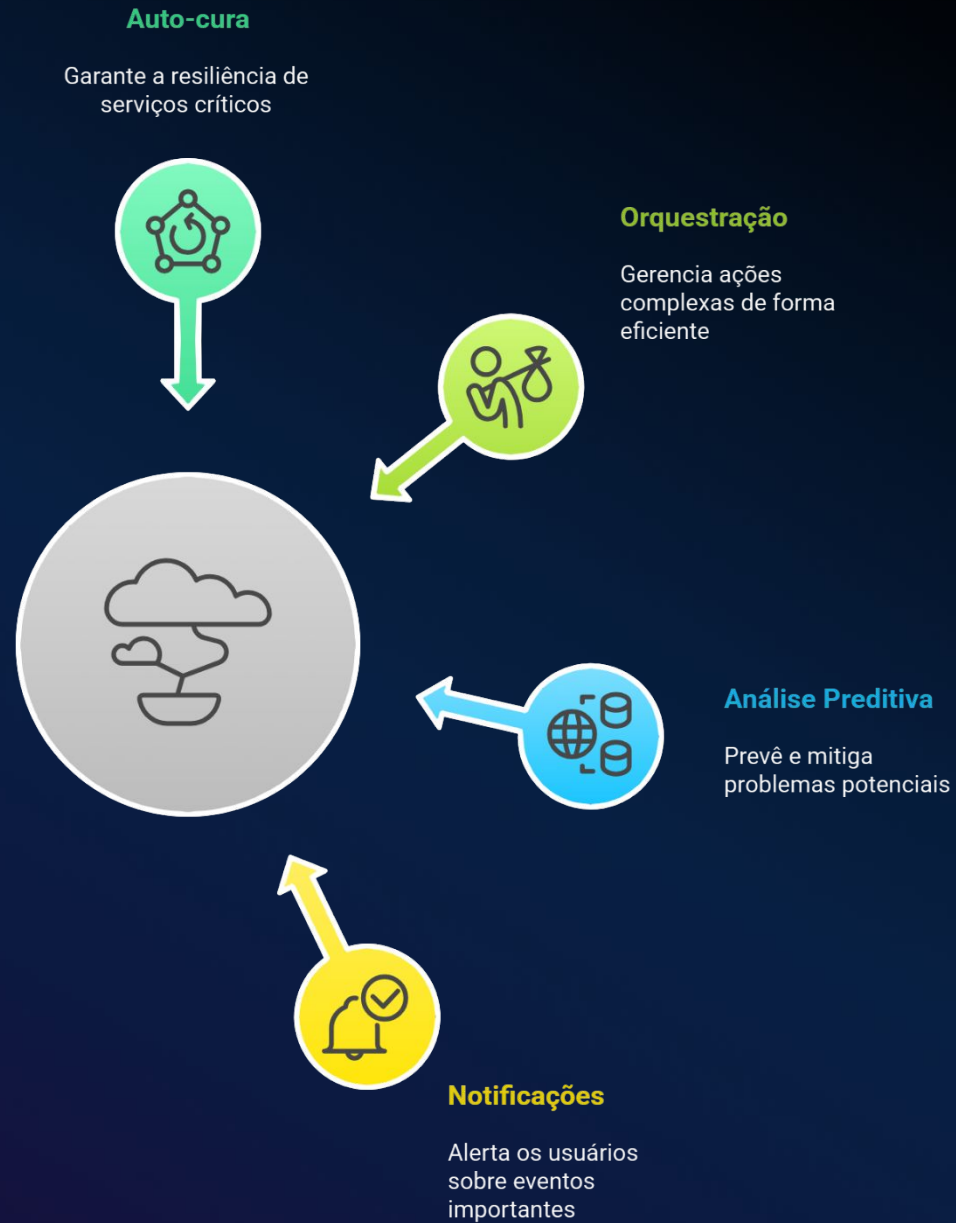 Auto-cura
Garante a resiliência de
serviços críticos
Orquestração
Gerencia ações
complexas de forma
eficiente
Análise Preditiva
Prevê e mitiga
problemas potenciais
Notificações
Alerta os usuários
sobre eventos
importantes